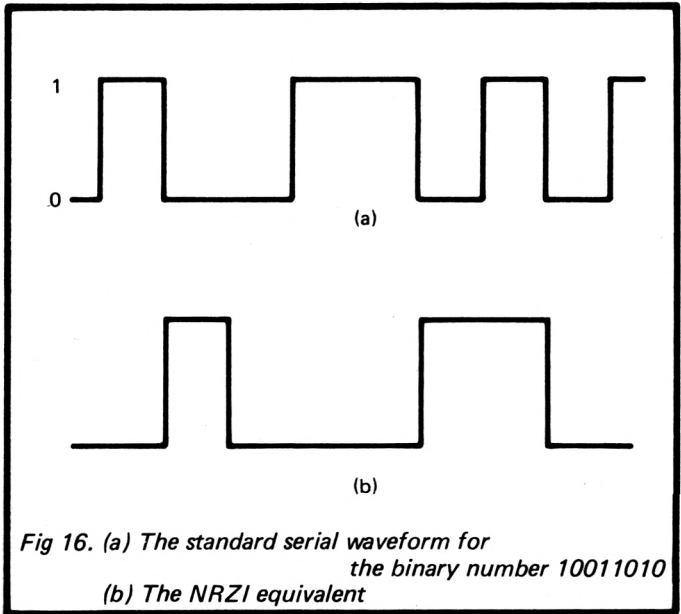 1
0
(a)
(b)
Fig 16. (a) The standard serial waveform for
the binary number 10011010
(b) The NRZI equivalent